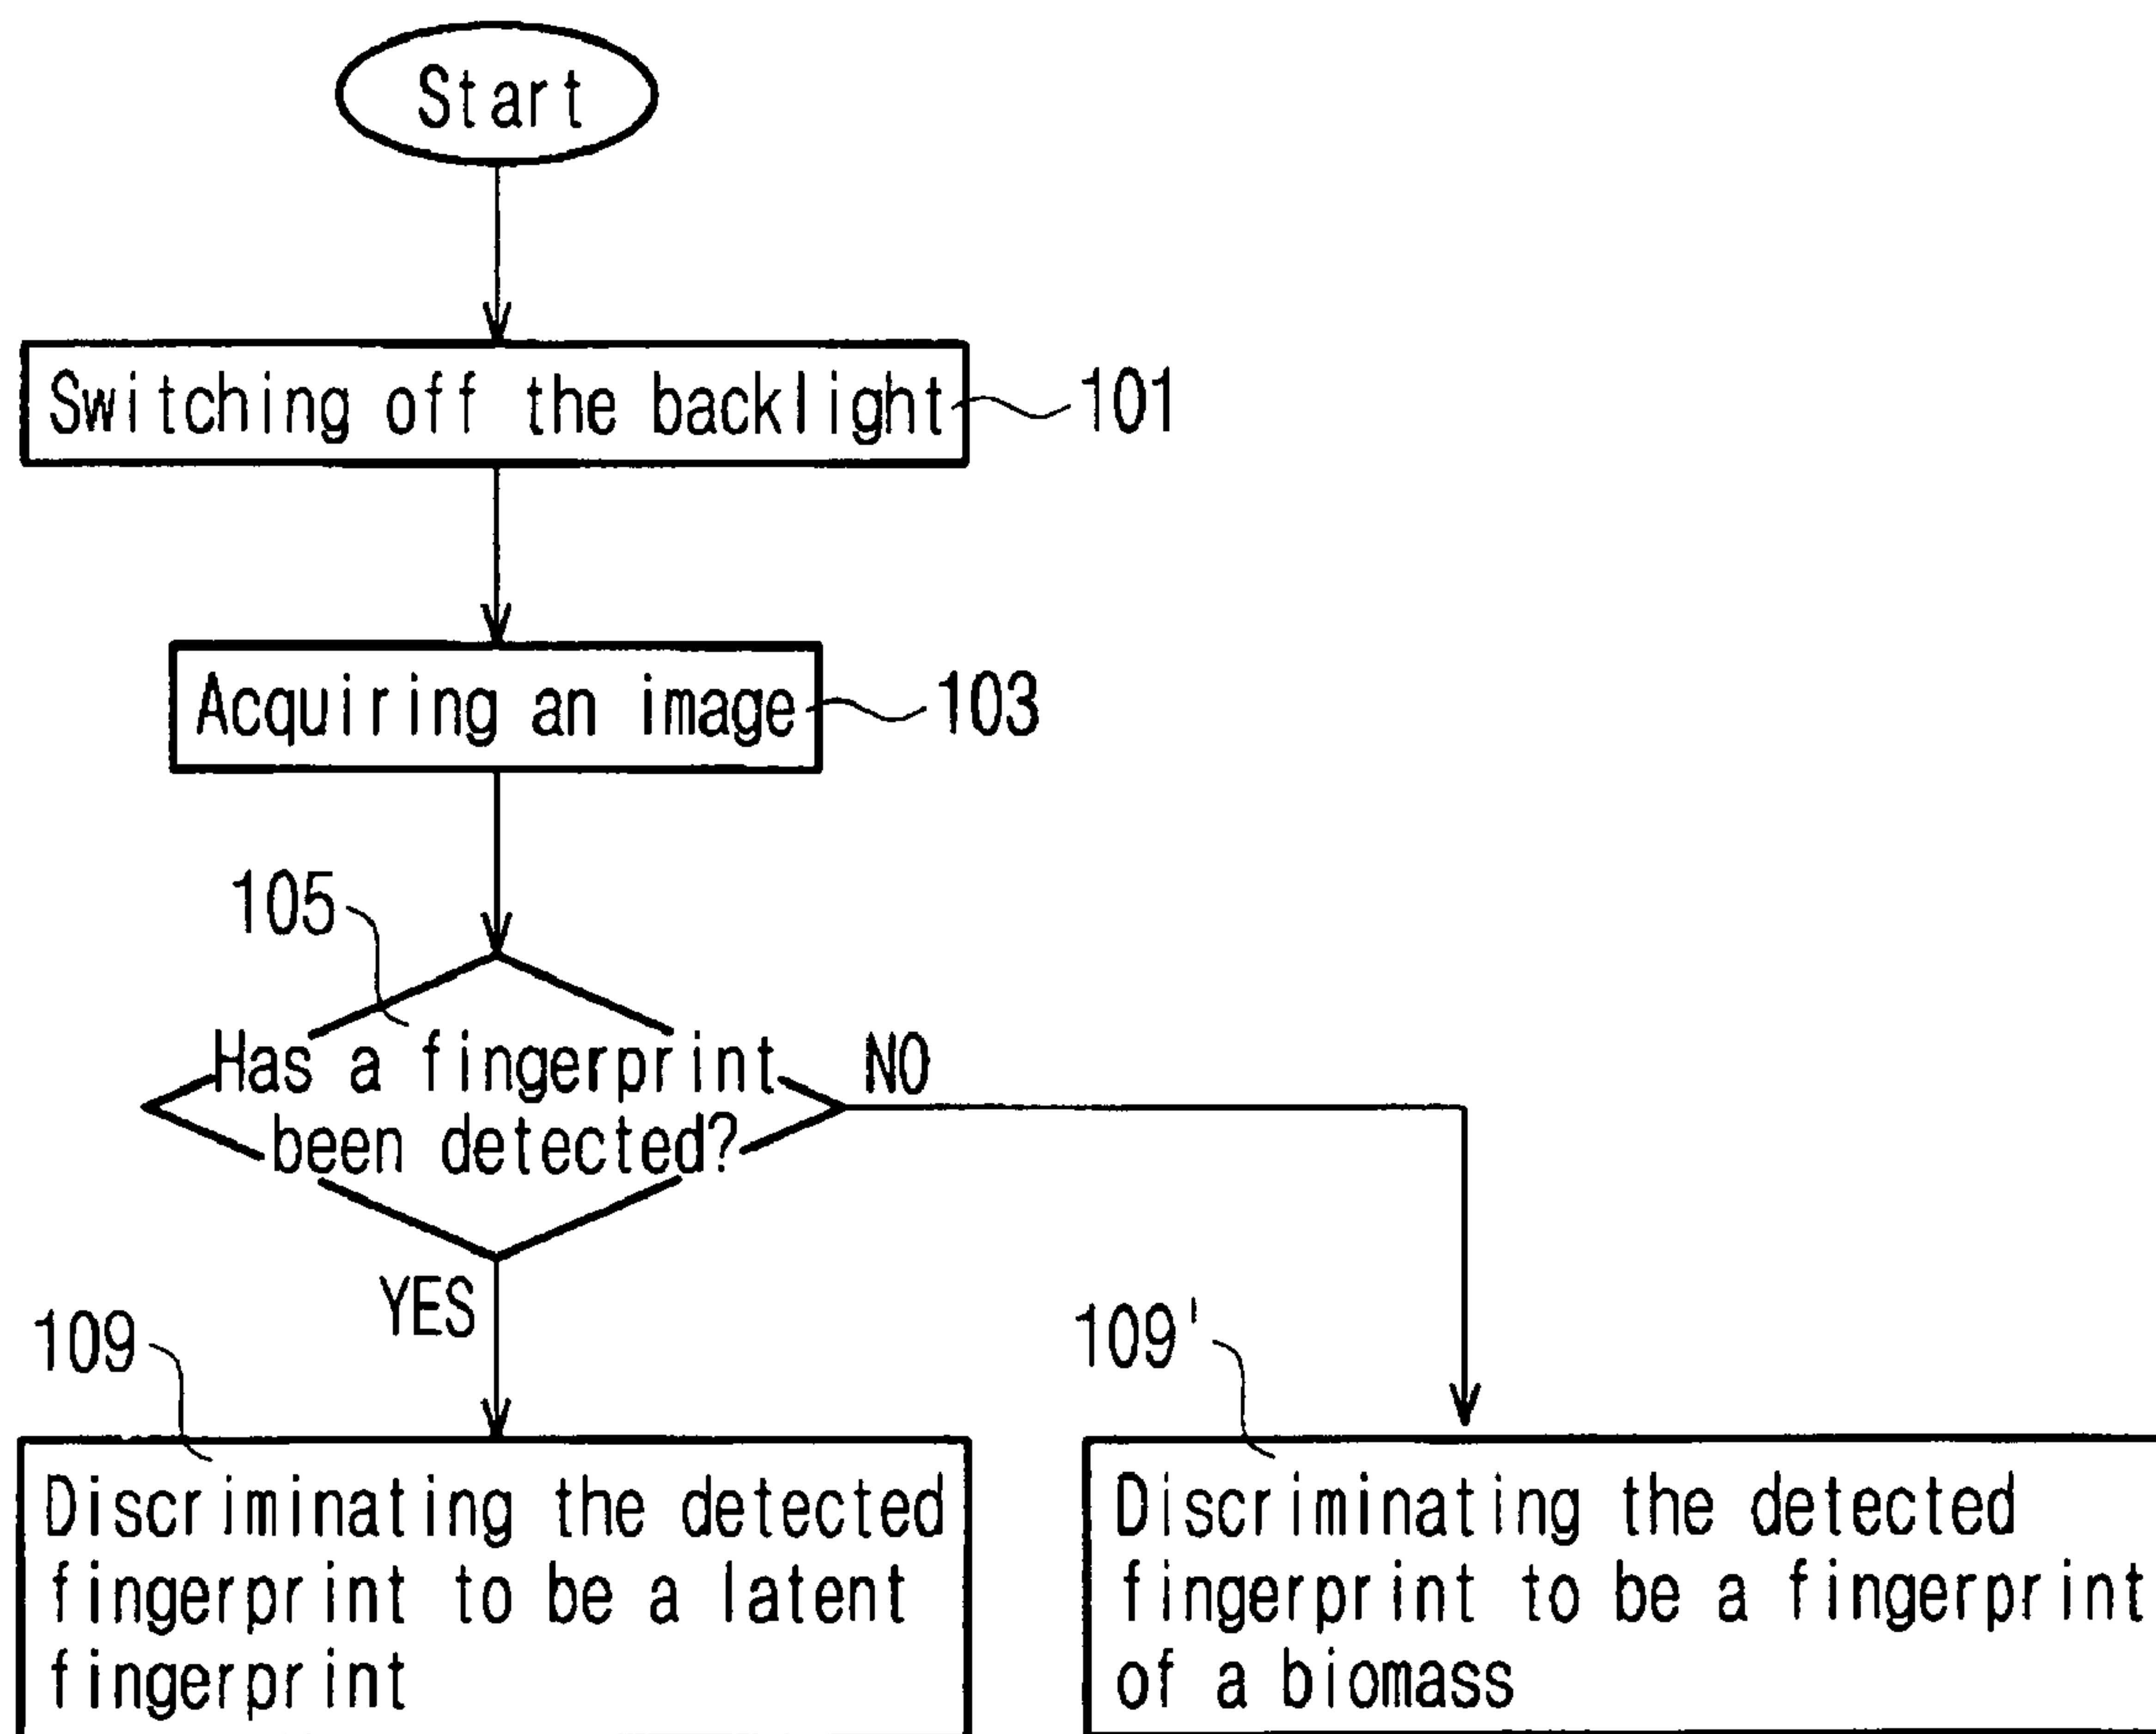 Start
Switching off the backlight
101
Acquiring an image
103
105
Has a fingerprint
been detected?
NO
YES
109
Discriminating the detected
fingerprint to be a latent
fingerprint
109'
Discriminating the detected
fingerprint to be a fingerprint
of a biomass